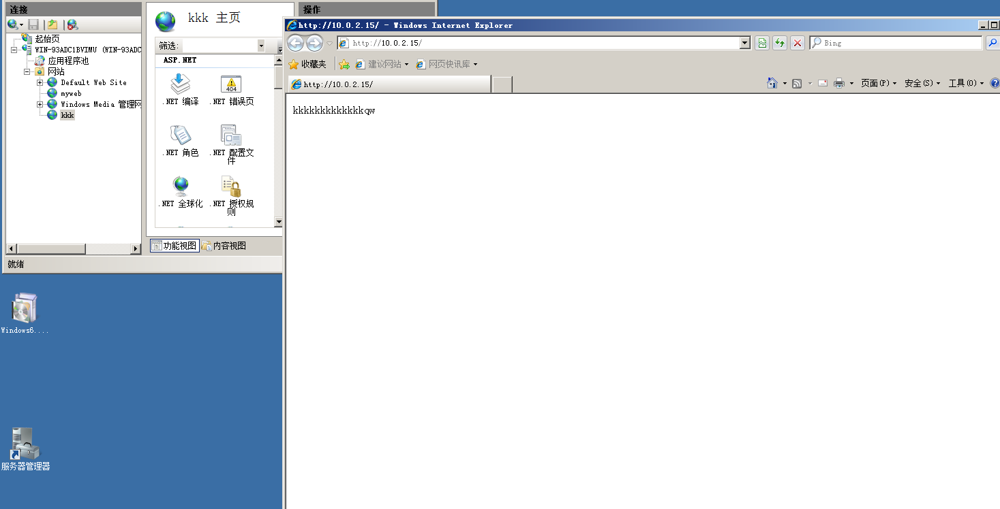 连接
起始页
WIN-93ADC1BVIMU (WIN-93ADC
应用程序池
网站
Default Web Site
myweb
Windows Media 管理网
kkk
就绪
kkk 主页
筛选:
ASP.NET
.NET 编译
.NET 错误页
404
.NET 角色
.NET 配置文
件
.NET 全球化
.NET 授权规
则
功能视图
内容视图
操作
http://10.0.2.15/ - Windows Internet Explorer
http://10.0.2.15/
Bing
收藏夹
建议网站
网页快讯库
http://10.0.2.15/
页面(P)
安全(S)
工具(O)
kkkkkkkkkkkkkqw
Windows6....
服务器管理器